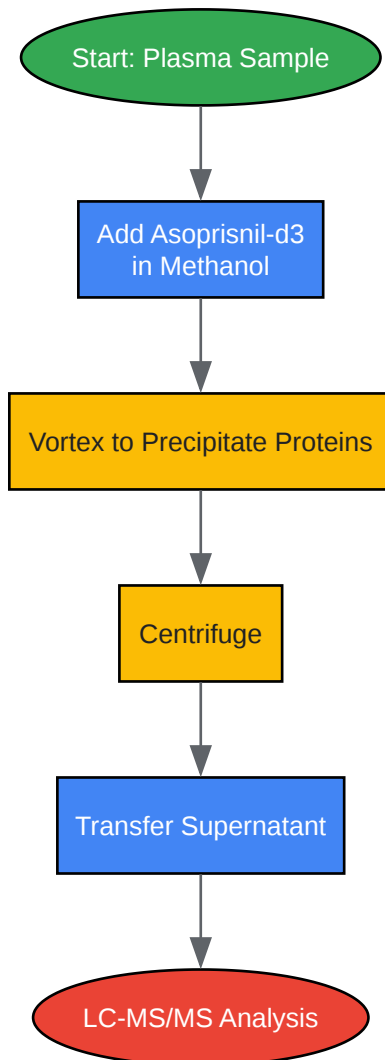 Start: Plasma Sample
Add Asoprisnil-d3
in Methanol
Vortex to Precipitate Proteins
Centrifuge
Transfer Supernatant
LC-MS/MS Analysis